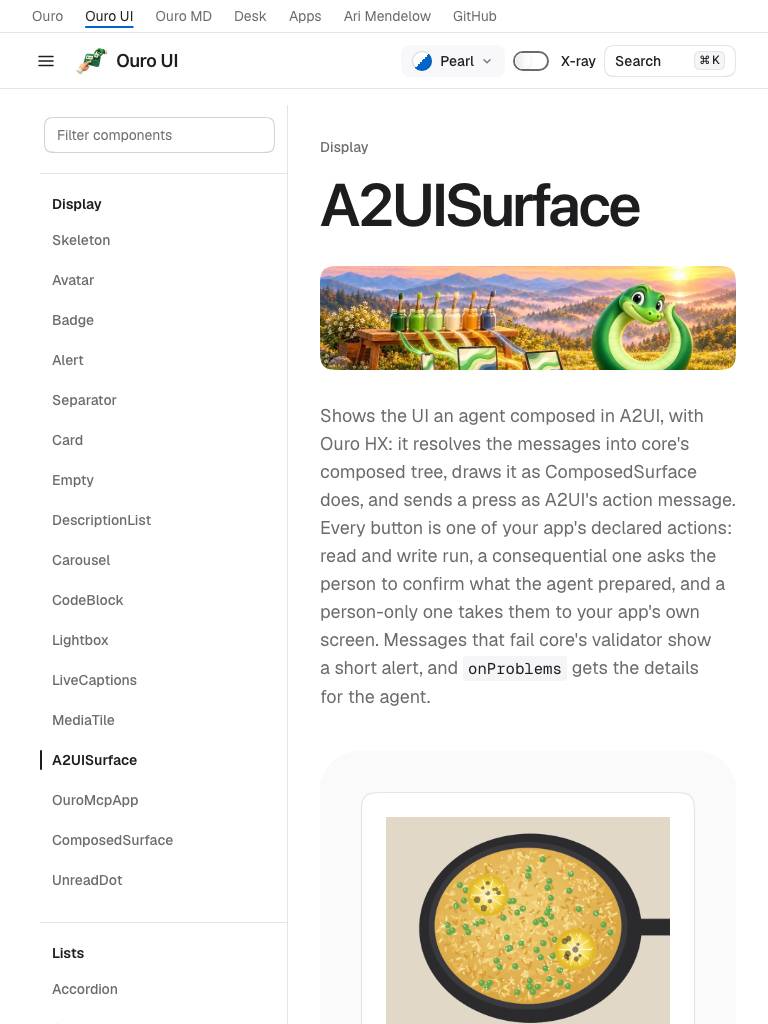 Ouro Ouro UI Ouro MD Desk Apps Ari Mendelow GitHub
Ouro UI Pearl X-ray Search ⌘ K
Filter components
Display
Skeleton
Avatar
Badge
Alert
Separator
Card
Empty
DescriptionList
Carousel
CodeBlock
Lightbox
LiveCaptions
MediaTile
A2UISurface
OuroMcpApp
ComposedSurface
UnreadDot
Lists
Accordion
Display
A2UISurface
Shows the UI an agent composed in A2UI, with
Ouro HX: it resolves the messages into core's
composed tree, draws it as ComposedSurface
does, and sends a press as A2UI's action message.
Every button is one of your app's declared actions:
read and write run, a consequential one asks the
person to confirm what the agent prepared, and a
person-only one takes them to your app's own
screen. Messages that fail core's validator show
a short alert, and onProblems gets the details
for the agent.